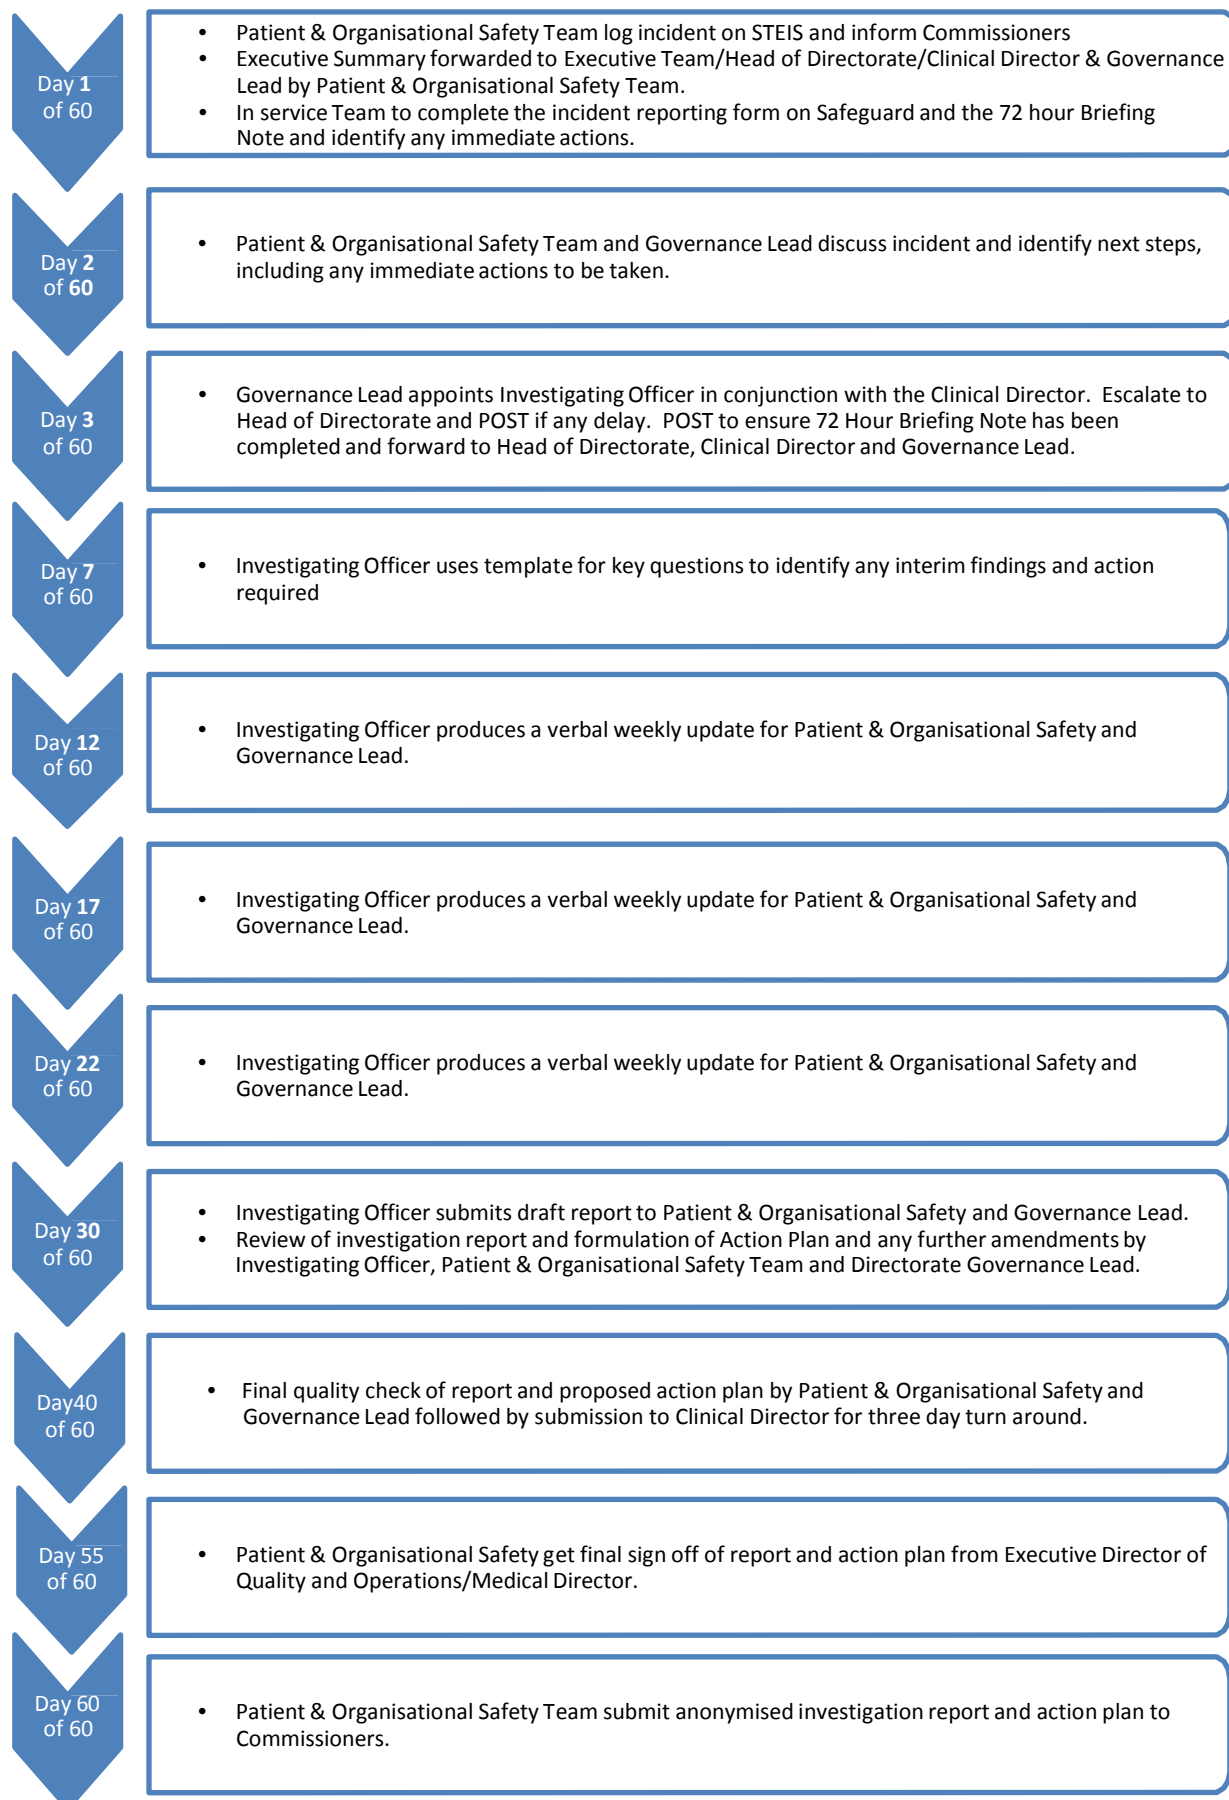 Day 1
of 60
• Patient & Organisational Safety Team log incident on STEIS and inform Commissioners
• Executive Summary forwarded to Executive Team/Head of Directorate/Clinical Director & Governance
Lead by Patient & Organisational Safety Team.
• In service Team to complete the incident reporting form on Safeguard and the 72 hour Briefing
Note and identify any immediate actions.
Day 2
of 60
• Patient & Organisational Safety Team and Governance Lead discuss incident and identify next steps,
including any immediate actions to be taken.
Day 3
of 60
• Governance Lead appoints Investigating Officer in conjunction with the Clinical Director. Escalate to
Head of Directorate and POST if any delay. POST to ensure 72 Hour Briefing Note has been
completed and forward to Head of Directorate, Clinical Director and Governance Lead.
Day 7
of 60
• Investigating Officer uses template for key questions to identify any interim findings and action
required
Day 12
of 60
• Investigating Officer produces a verbal weekly update for Patient & Organisational Safety and
Governance Lead.
Day 17
of 60
• Investigating Officer produces a verbal weekly update for Patient & Organisational Safety and
Governance Lead.
Day 22
of 60
• Investigating Officer produces a verbal weekly update for Patient & Organisational Safety and
Governance Lead.
Day 30
of 60
• Investigating Officer submits draft report to Patient & Organisational Safety and Governance Lead.
• Review of investigation report and formulation of Action Plan and any further amendments by
Investigating Officer, Patient & Organisational Safety Team and Directorate Governance Lead.
Day40
of 60
• Final quality check of report and proposed action plan by Patient & Organisational Safety and
Governance Lead followed by submission to Clinical Director for three day turn around.
Day 55
of 60
• Patient & Organisational Safety get final sign off of report and action plan from Executive Director of
Quality and Operations/Medical Director.
Day 60
of 60
• Patient & Organisational Safety Team submit anonymised investigation report and action plan to
Commissioners.